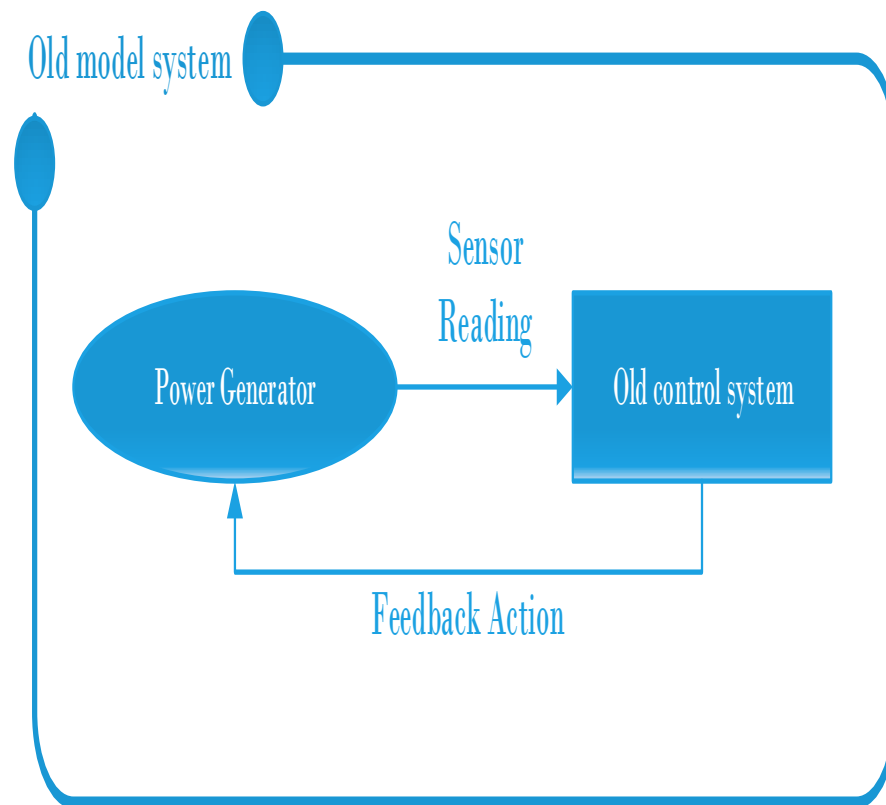 Old model system
Sensor
Reading
Power Generator
Old control system
Feedback Action